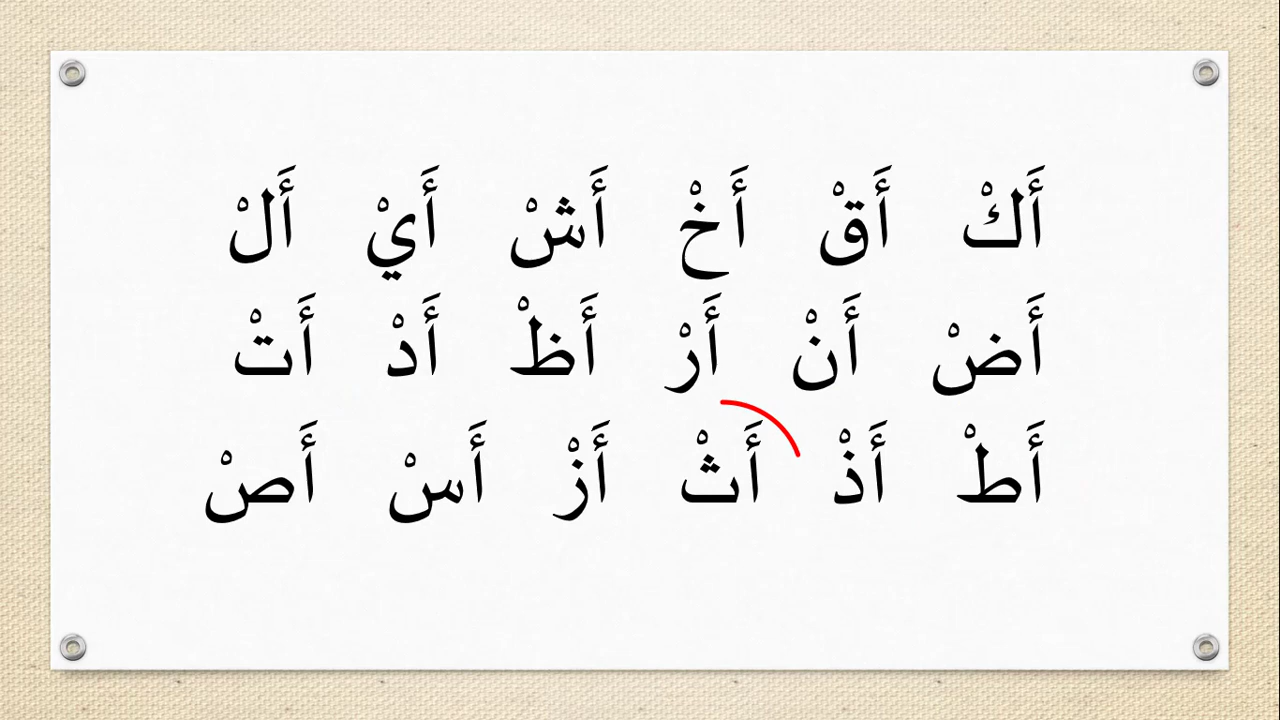 أَكْ أَقْ أَخْ أَشْ أَيْ أَلْ
أَضْ أَنْ أَرْ أَظْ أَدْ أَتْ
أَطْ أَذْ أَثْ أَزْ أَسْ أَصْ